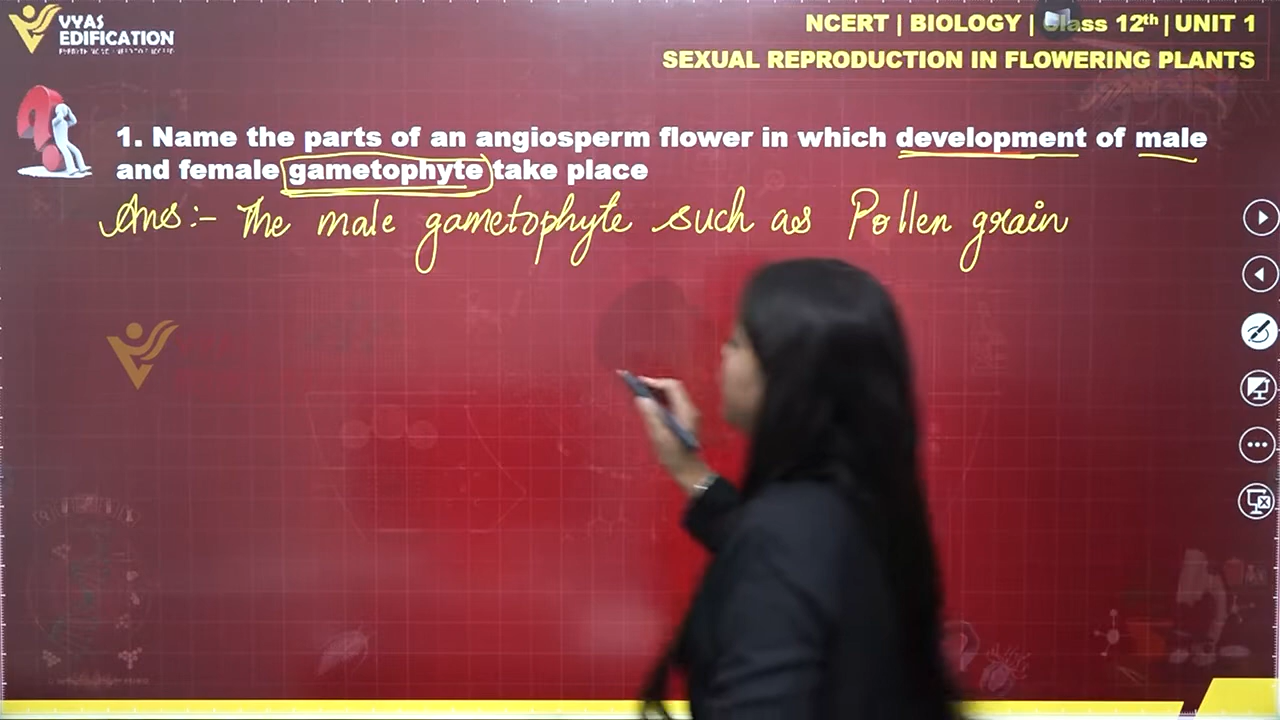 VYAS
EDIFICATION
NCERT | BIOLOGY | Class 12th | UNIT 1
SEXUAL REPRODUCTION IN FLOWERING PLANTS
1. Name the parts of an angiosperm flower in which development of male
and female gametophyte take place
Ans:- The male gametophyte such as Pollen grain